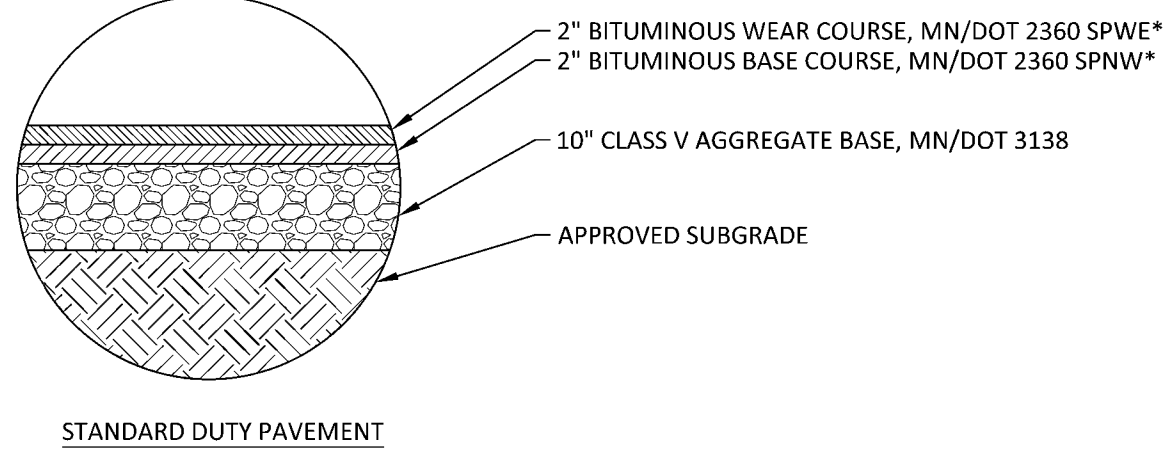 2" BITUMINOUS WEAR COURSE, MN/DOT 2360 SPWE*
2" BITUMINOUS BASE COURSE, MN/DOT 2360 SPNW*
10" CLASS V AGGREGATE BASE, MN/DOT 3138
APPROVED SUBGRADE
STANDARD DUTY PAVEMENT